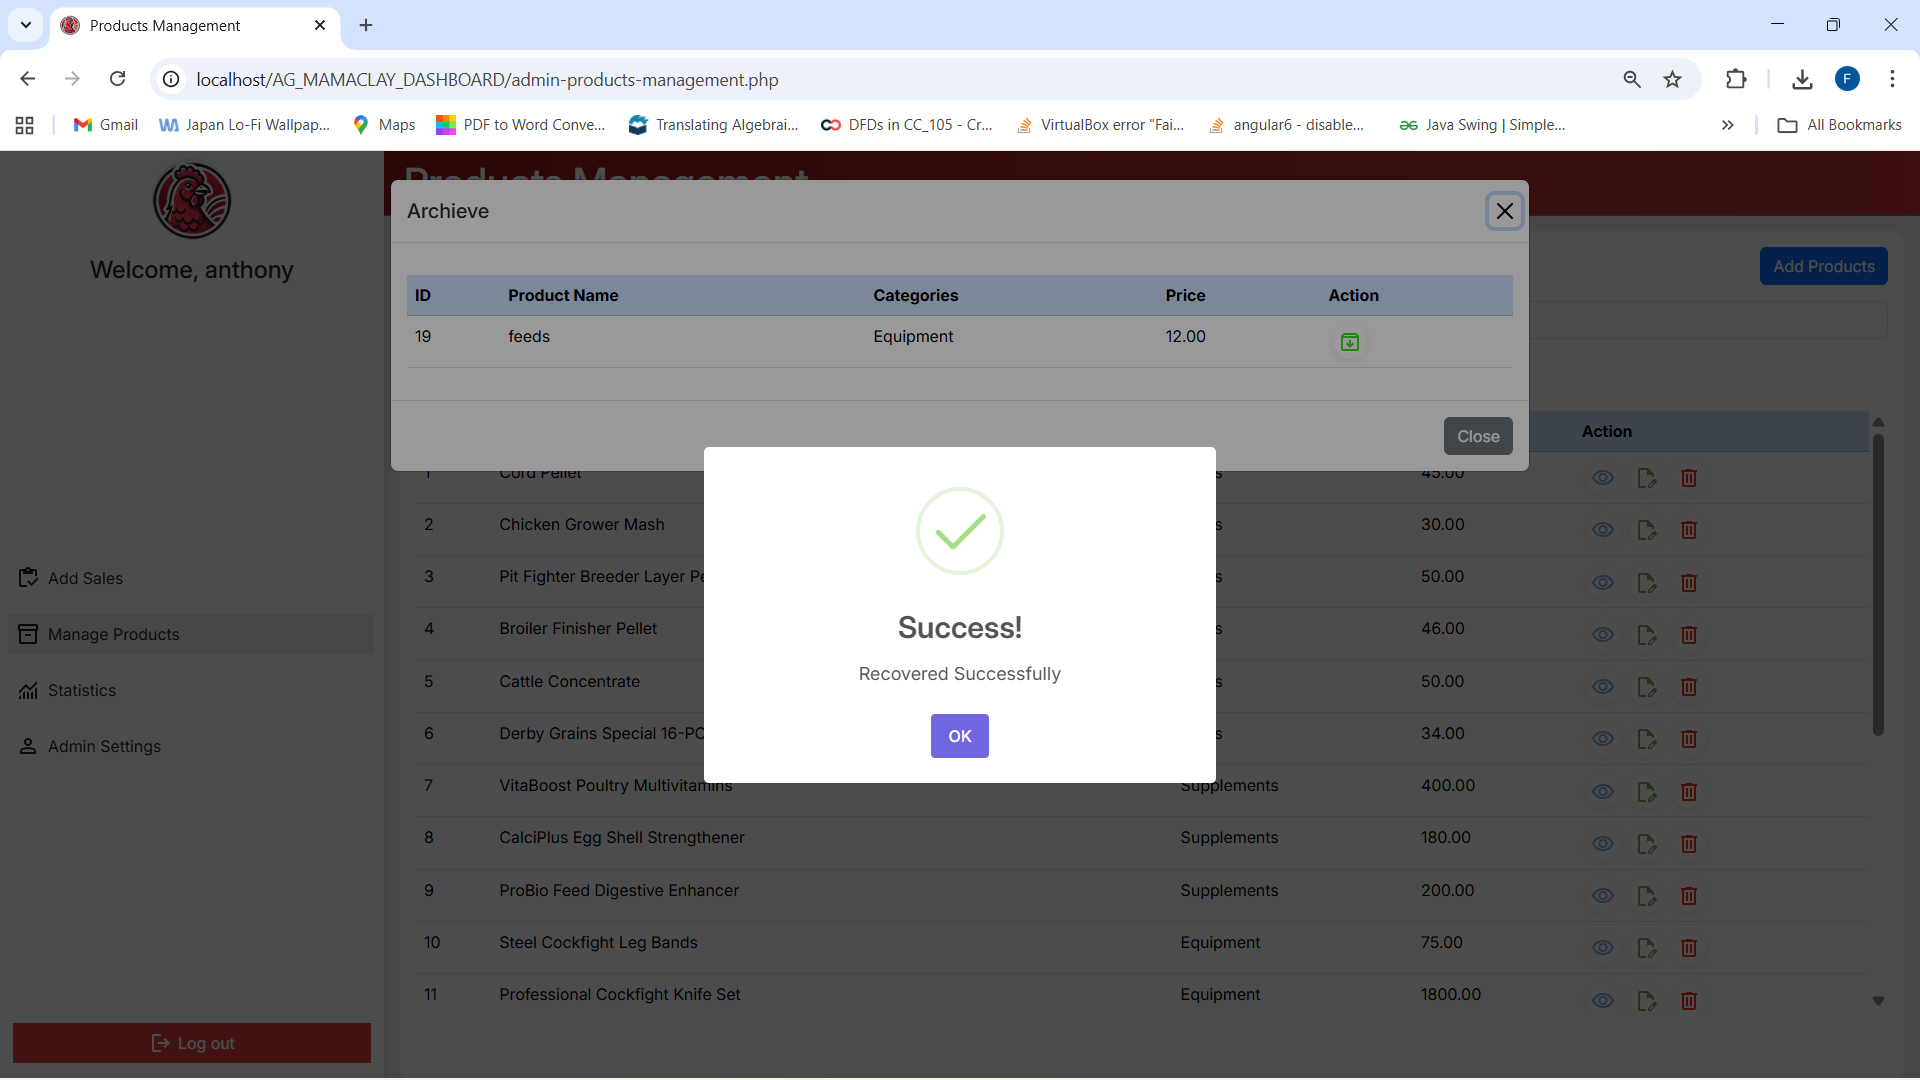 Products Management
localhost/AG_MAMACLAY_DASHBOARD/admin-products-management.php
F
Gmail
Japan Lo-Fi Wallpap...
Maps
PDF to Word Conve...
Translating Algebrai...
DFDs in CC_105 - Cr...
VirtualBox error "Fai...
angular6 - disable...
Java Swing | Simple...
All Bookmarks
Welcome, anthony
Add Sales
Manage Products
Statistics
Admin Settings
Log out
Products Management
Add Products
Archieve
ID Product Name Categories Price Action
19 feeds Equipment 12.00
Close
Action
1 Cord Pellet 45.00
2 Chicken Grower Mash 30.00
3 Pit Fighter Breeder Layer 50.00
4 Broiler Finisher Pellet 46.00
5 Cattle Concentrate 50.00
6 Derby Grains Special 16-PC 34.00
7 VitaBoost Poultry Multivitamins Supplements 400.00
8 CalciPlus Egg Shell Strengthener Supplements 180.00
9 ProBio Feed Digestive Enhancer Supplements 200.00
10 Steel Cockfight Leg Bands Equipment 75.00
11 Professional Cockfight Knife Set Equipment 1800.00
Success!
Recovered Successfully
OK